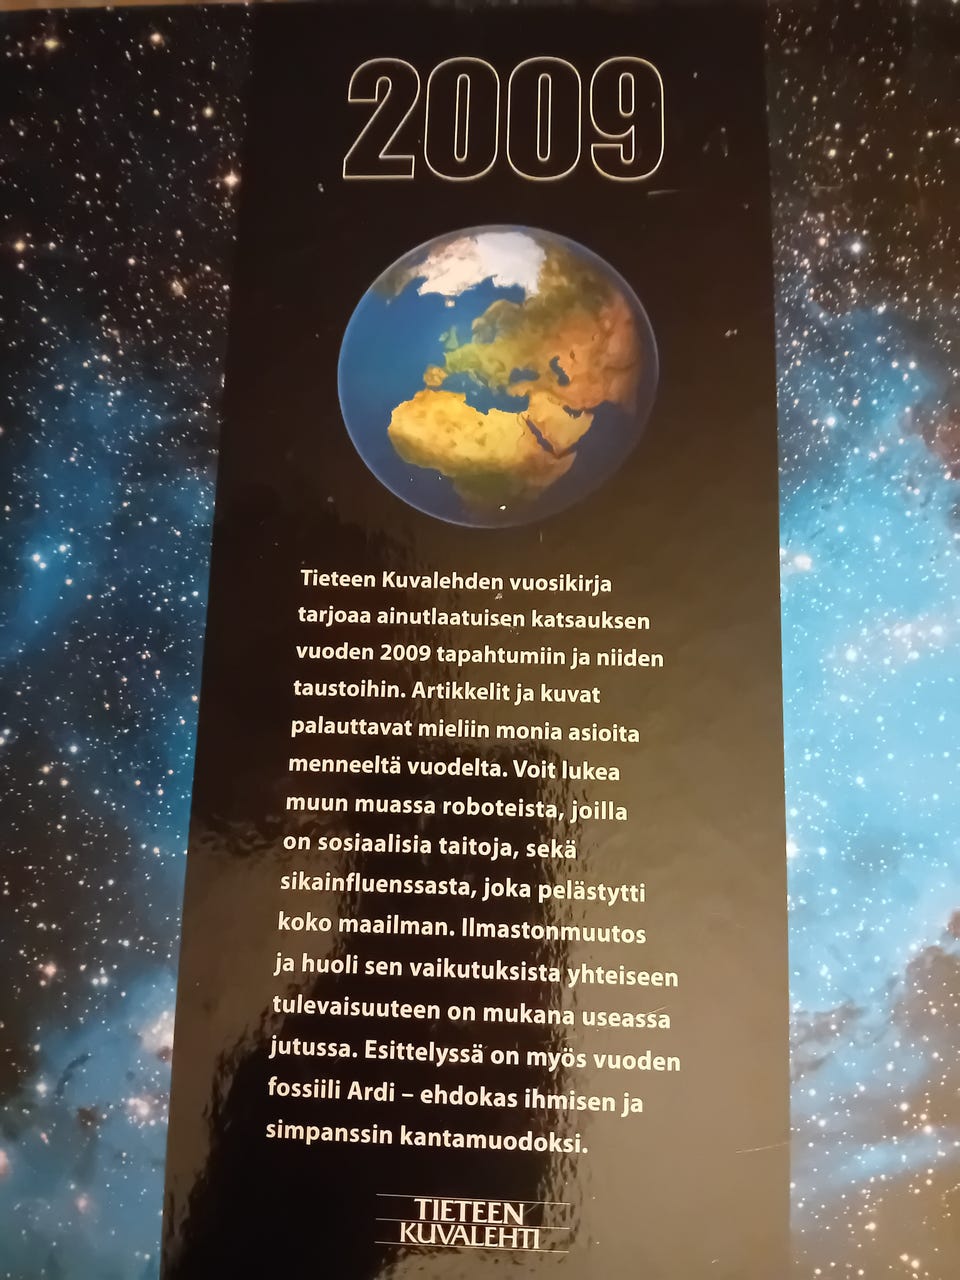 2009
Tieteen Kuvalehden vuosikirja
tarjoaa ainutlaatuisen katsauksen
vuoden 2009 tapahtumiin ja niiden
taustoihin. Artikkelit ja kuvat
palauttavat mieliin monia asioita
menneeltä vuodelta. Voit lukea
muun muassa roboteista, joilla
on sosiaalisia taitoja, sekä
sikainfluenssasta, joka pelästytti
koko maailman. Ilmastonmuutos
ja huoli sen vaikutuksista yhteiseen
tulevaisuuteen on mukana useassa
jutussa. Esittelyssä on myös vuoden
fossiili Ardi – ehdokas ihmisen ja
simpanssin kantamuodoksi.
TIETEEN
KUVALEHTI